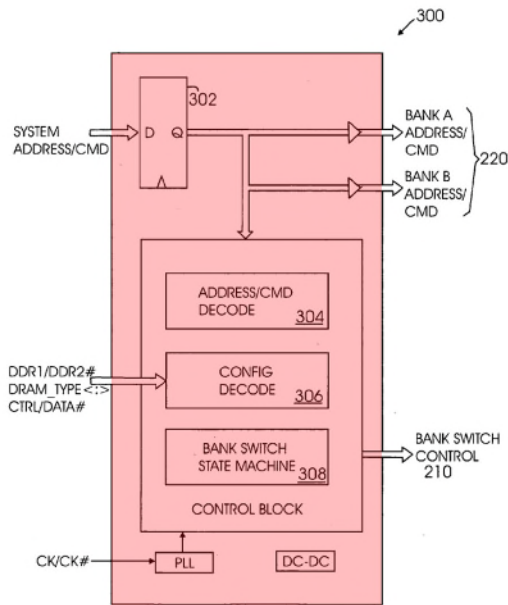 300
302
SYSTEM
ADDRESS/CMD
D Q
BANK A
ADDRESS/
CMD
BANK B
ADDRESS/
CMD
220
ADDRESS/CMD
DECODE 304
DDR1/DDR2#
DRAM_TYPE <:>
CTRL/DATA#
CONFIG
DECODE 306
BANK SWITCH
STATE MACHINE 308
CONTROL BLOCK
BANK SWITCH
CONTROL
210
CK/CK#
PLL
DC-DC